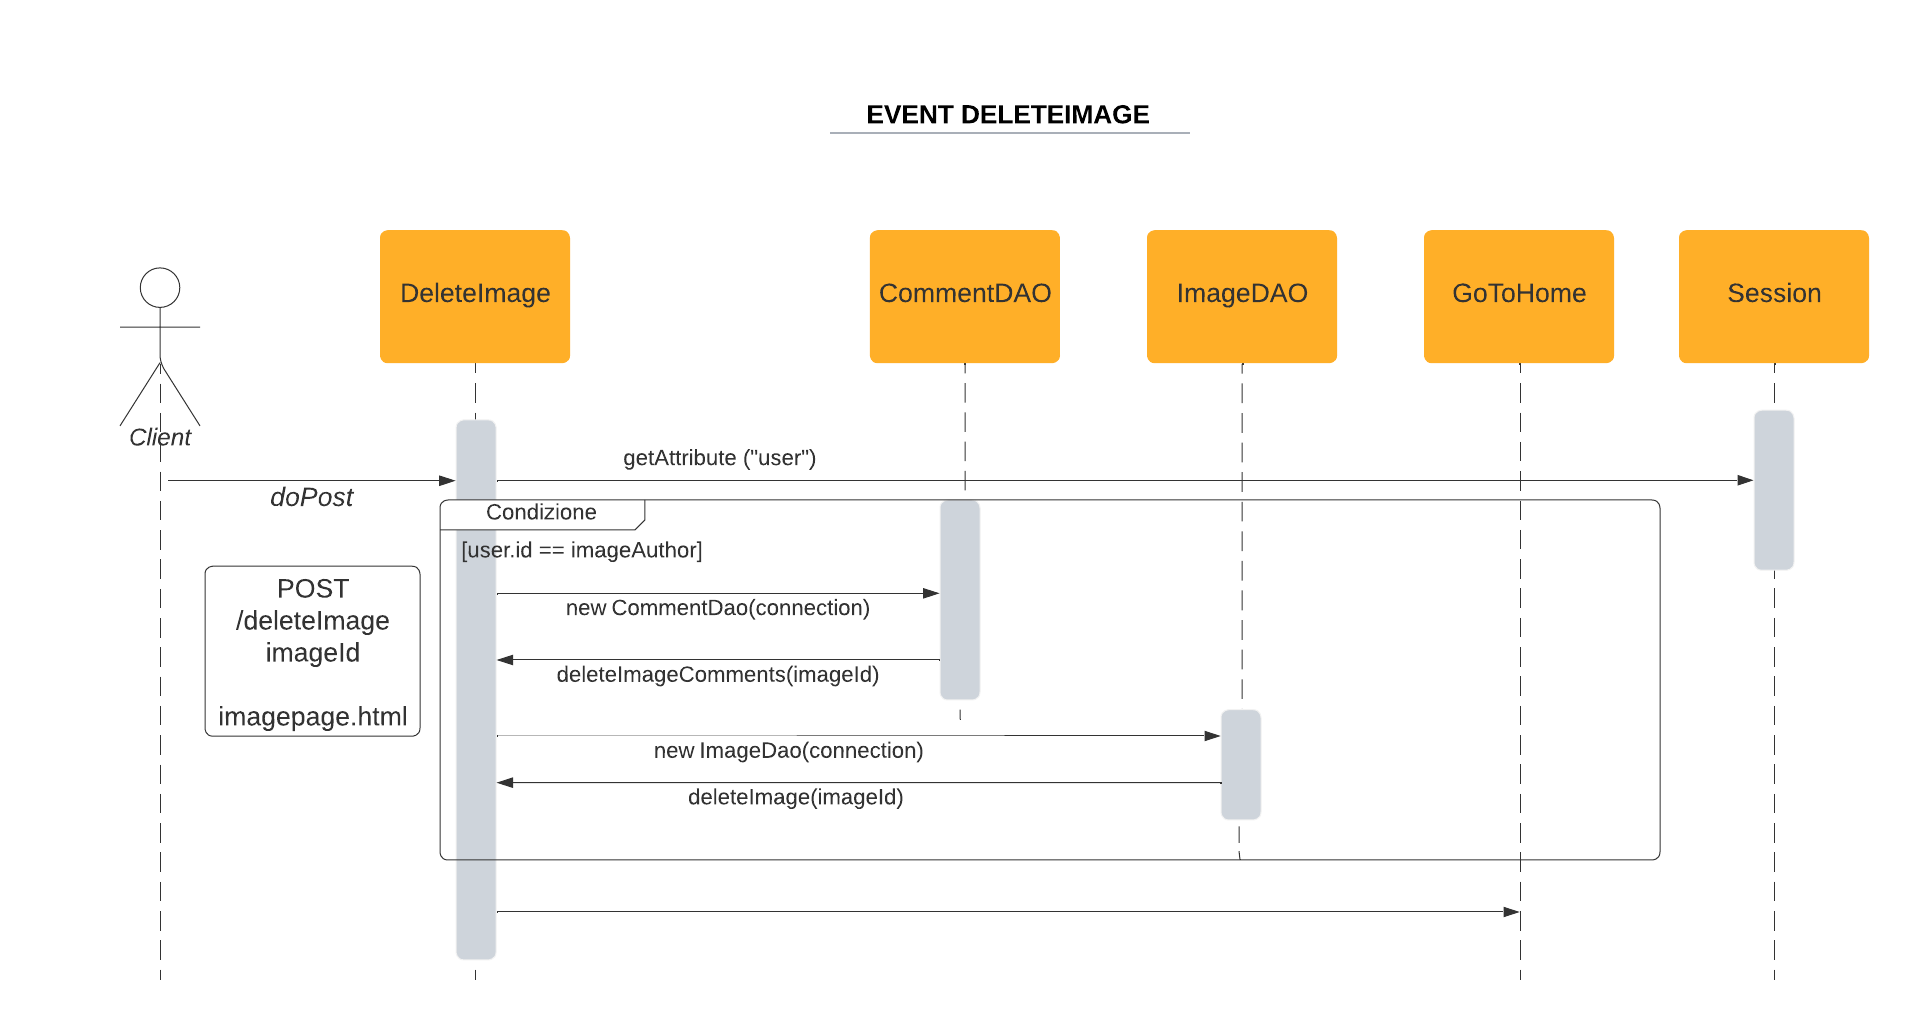 EVENT DELETEIMAGE
DeleteImage
CommentDAO
ImageDAO
GoToHome
Session
Client
getAttribute ("user")
doPost
Condizione
[user.id == imageAuthor]
POST
/deleteImage
imageId
imagepage.html
new CommentDao(connection)
deleteImageComments(imageId)
new ImageDao(connection)
deleteImage(imageId)